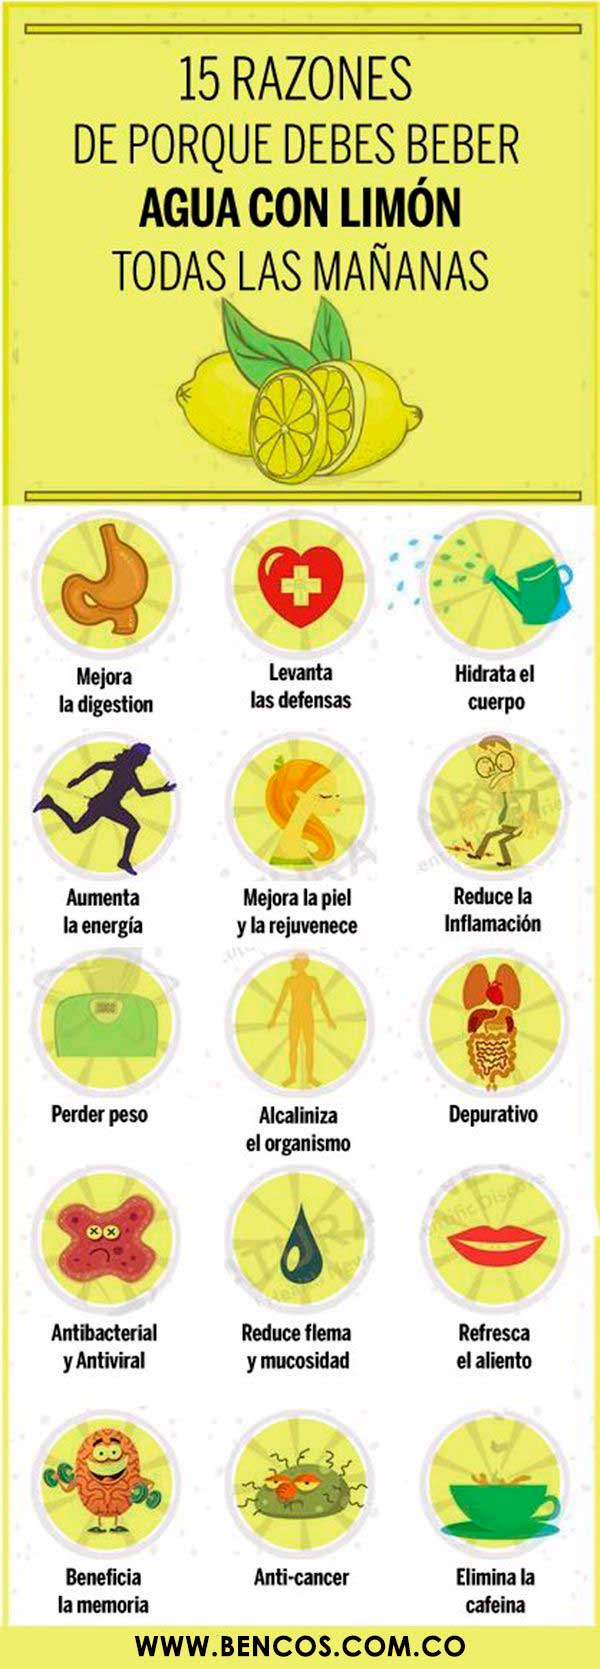 15 RAZONES
DE PORQUE DEBES BEBER
AGUA CON LIMÓN
TODAS LAS MAÑANAS
Mejora
la digestion
Levanta
las defensas
Hidrata el
cuerpo
Aumenta
la energía
Mejora la piel
y la rejuvenece
Reduce la
Inflamación
Perder peso
Alcaliniza
el organismo
Depurativo
Antibacterial
y Antiviral
Reduce flema
y mucosidad
Refresca
el aliento
Beneficia
la memoria
Anti-cancer
Elimina la
cafeina
WWW.BENCOS.COM.CO